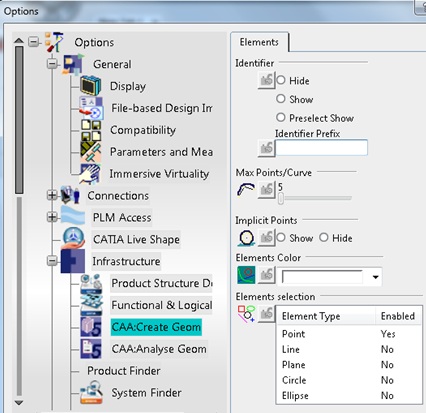 Options
Options
General
Display
File-based Design Ir
Compatibility
Parameters and Mea
Immersive Virtuality
Connections
PLM Access
CATIA Live Shape
Infrastructure
Product Structure De
Functional & Logical
CAA:Create Geom
CAA:Analyse Geom
Product Finder
System Finder
Elements
Identifier
Hide
Show
Preselect Show
Identifier Prefix
Max Points/Curve
5
Implicit Points
Show Hide
Elements Color
Elements selection
Element Type Enabled
Point Yes
Line No
Plane No
Circle No
Ellipse No